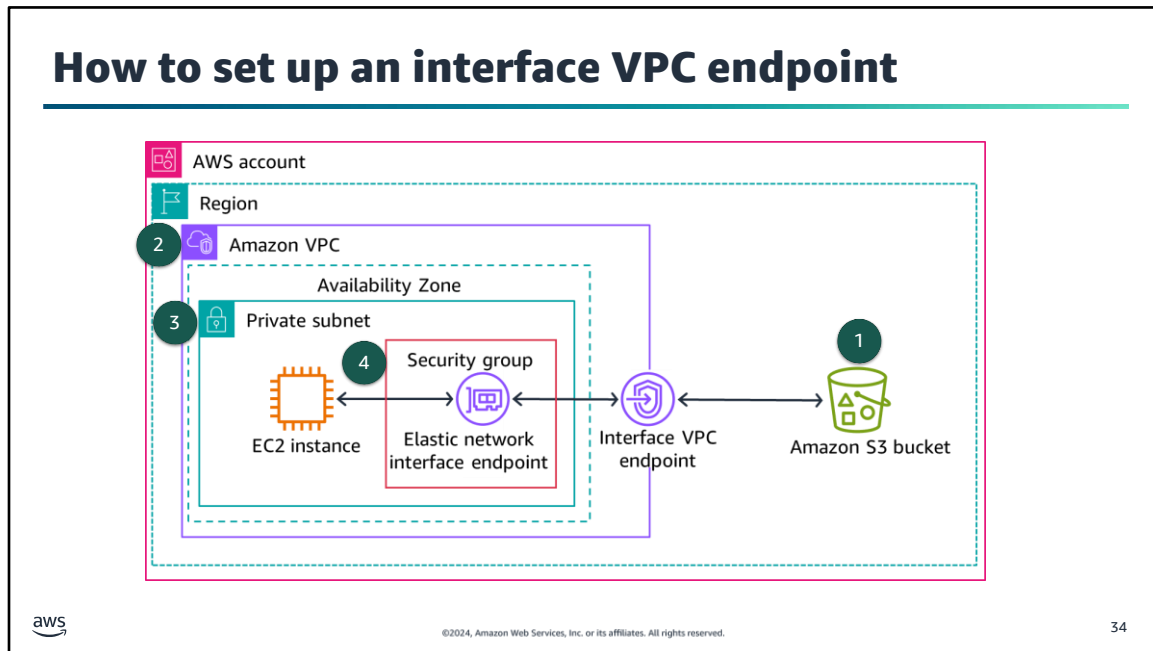 How to set up an interface VPC endpoint
AWS account
Region
2
Amazon VPC
Availability Zone
3
Private subnet
4
Security group
1
EC2 instance
Elastic network
interface endpoint
Interface VPC
endpoint
Amazon S3 bucket
aws
©2024, Amazon Web Services, Inc. or its affiliates. All rights reserved.
34